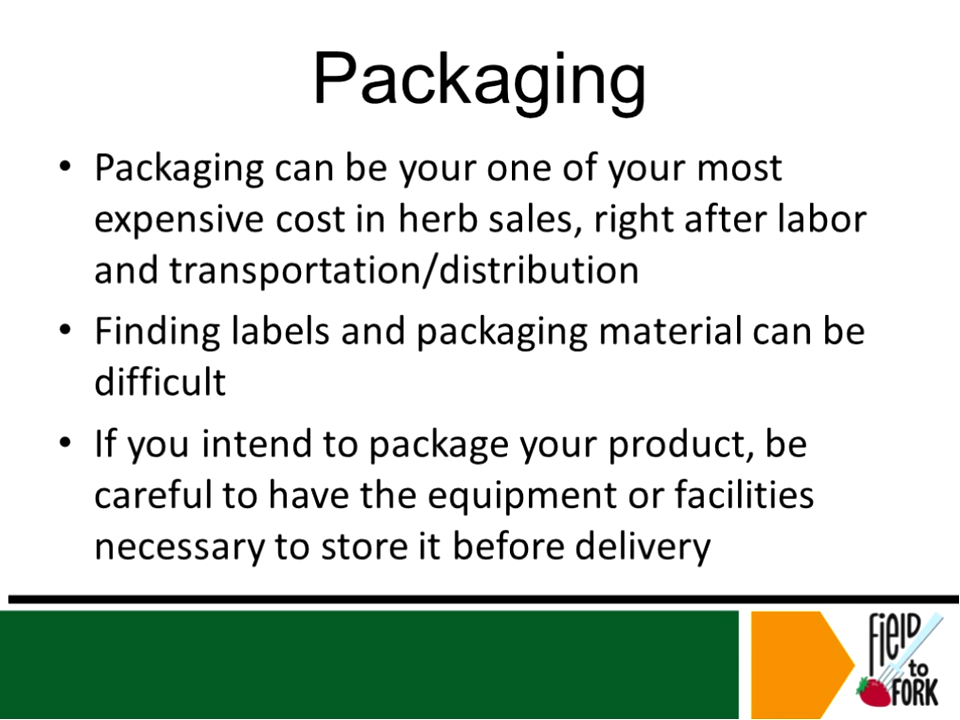 Packaging
• Packaging can be your one of your most
expensive cost in herb sales, right after labor
and transportation/distribution
• Finding labels and packaging material can be
difficult
• If you intend to package your product, be
careful to have the equipment or facilities
necessary to store it before delivery
FiELD
to
FORK